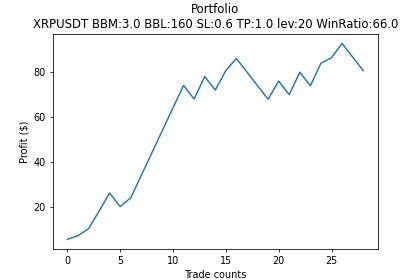 Portfolio
XRPUSDT BBM:3.0 BBL:160 SL:0.6 TP:1.0 lev:20 WinRatio:66.0
Profit ($)
80
60
40
20
0 5 10 15 20 25
Trade counts